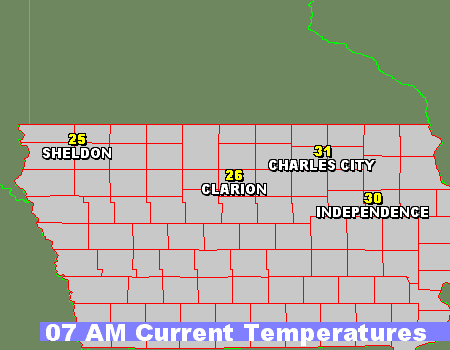 25
SHELDON
31
CHARLES CITY
26
CLARION
30
INDEPENDENCE
07 AM Current Temperatures